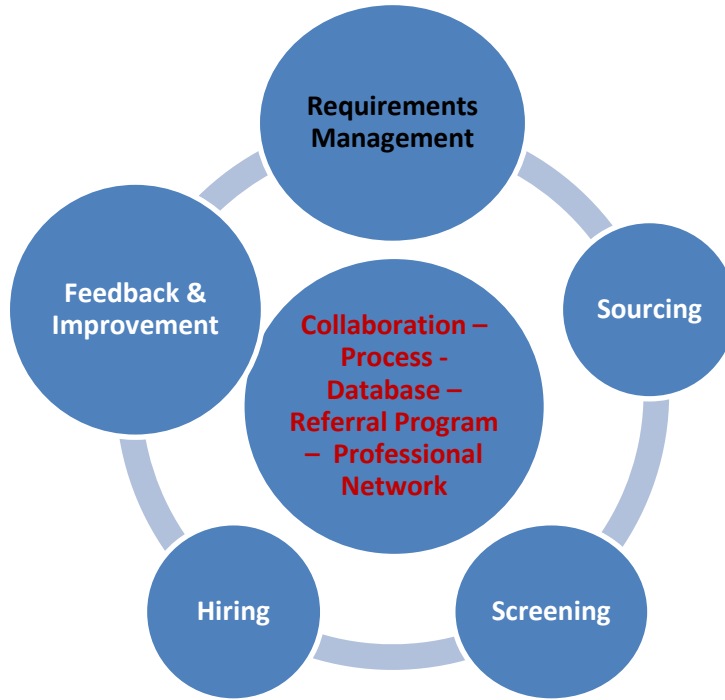 Requirements
Management
Sourcing
Feedback &
Improvement
Collaboration –
Process -
Database –
Referral Program
– Professional
Network
Hiring
Screening